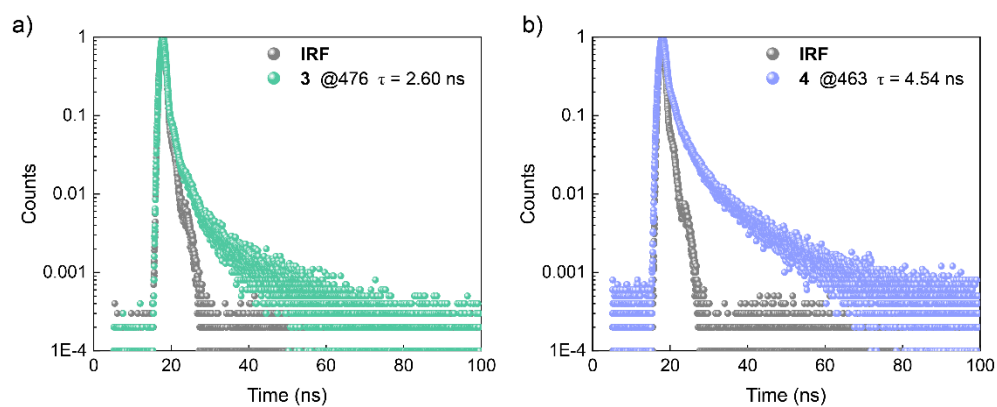 a)
IRF
3 @476 τ = 2.60 ns
1
0.1
0.01
0.001
1E-4
Counts
0 20 40 60 80 100
Time (ns)
b)
IRF
4 @463 τ = 4.54 ns
1
0.1
0.01
0.001
1E-4
Counts
0 20 40 60 80 100
Time (ns)